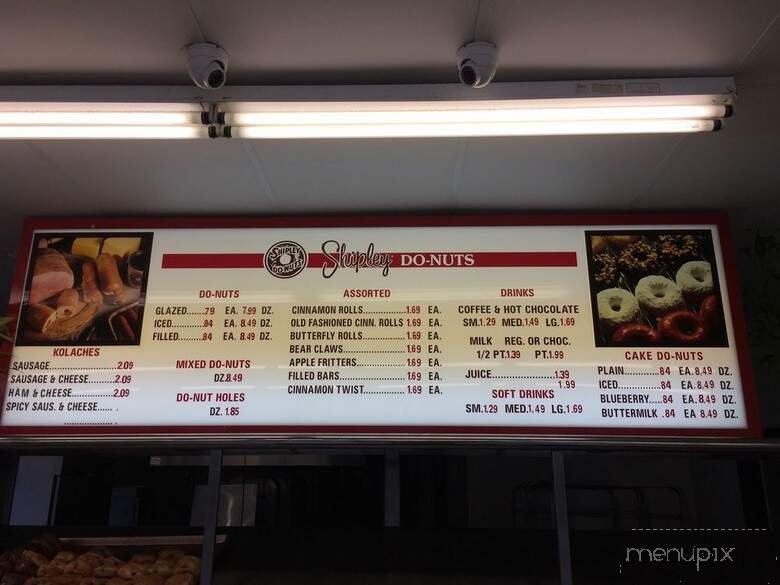 SHIPLEY DO-NUTS
Shipley DO-NUTS
KOLACHES
SAUSAGE....................2.09
SAUSAGE & CHEESE.......2.09
HAM & CHEESE............2.09
SPICY SAUS. & CHEESE...... .
DO-NUTS
GLAZED.......79 EA. 7.99 DZ.
ICED...........84 EA. 8.49 DZ.
FILLED........84 EA. 8.49 DZ.
MIXED DO-NUTS
DZ.8.49
DO-NUT HOLES
DZ. 1.85
ASSORTED
CINNAMON ROLLS............1.69 EA.
OLD FASHIONED CINN. ROLLS 1.69 EA.
BUTTERFLY ROLLS............1.69 EA.
BEAR CLAWS.................1.69 EA.
APPLE FRITTERS..............1.69 EA.
FILLED BARS..................1.69 EA.
CINNAMON TWIST............1.69 EA.
DRINKS
COFFEE & HOT CHOCOLATE
SM.1.29 MED.1.49 LG.1.69
MILK REG. OR CHOC.
1/2 PT.1.39 PT.1.99
JUICE..................1.39
1.99
SOFT DRINKS
SM.1.29 MED.1.49 LG.1.69
CAKE DO-NUTS
PLAIN...............84 EA.8.49 DZ.
ICED.................84 EA.8.49 DZ.
BLUEBERRY.....84 EA. 8.49 DZ.
BUTTERMILK .84 EA 8.49 DZ.
menupix